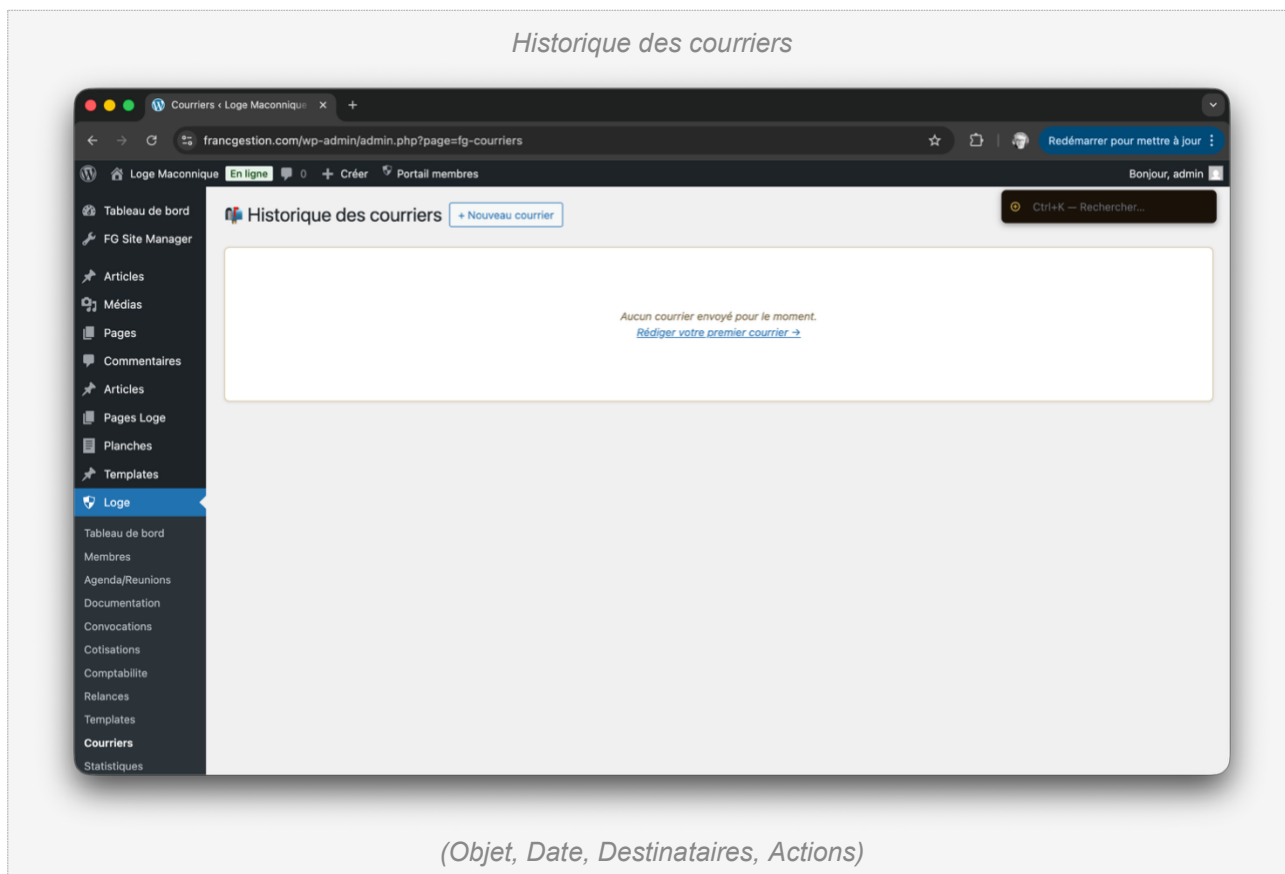 Historique des courriers
Courriers ‹ Loge Maconnique
francgestion.com/wp-admin/admin.php?page=fg-courriers
Redémarrer pour mettre à jour
Loge Maconnique En ligne 0 + Créer Portail membres
Bonjour, admin
Tableau de bord
FG Site Manager
Articles
Médias
Pages
Commentaires
Articles
Pages Loge
Planches
Templates
Loge
Tableau de bord
Membres
Agenda/Reunions
Documentation
Convocations
Cotisations
Comptabilite
Relances
Templates
Courriers
Statistiques
Historique des courriers + Nouveau courrier
Ctrl+K — Rechercher...
Aucun courrier envoyé pour le moment.
Rédiger votre premier courrier →
(Objet, Date, Destinataires, Actions)